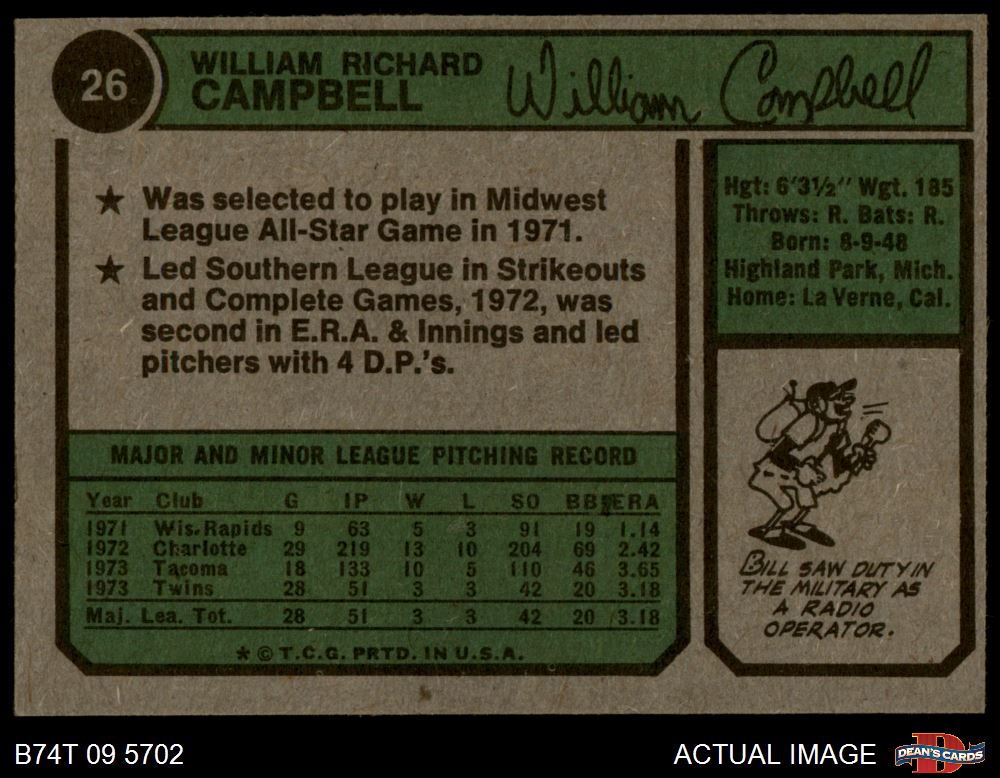 26
WILLIAM RICHARD
CAMPBELL
William Campbell
★ Was selected to play in Midwest
League All-Star Game in 1971.
★ Led Southern League in Strikeouts
and Complete Games, 1972, was
second in E.R.A. & Innings and led
pitchers with 4 D.P.'s.
Hgt: 6'3½" Wgt. 185
Throws: R. Bats: R.
Born: 8-9-48
Highland Park, Mich.
Home: La Verne, Cal.
MAJOR AND MINOR LEAGUE PITCHING RECORD
Year Club G IP W L SO BB ERA
1971 Wis. Rapids 9 63 5 3 91 19 1.14
1972 Charlotte 29 219 13 10 204 69 2.42
1973 Tacoma 18 133 10 5 110 46 3.65
1973 Twins 28 51 3 3 42 20 3.18
Maj. Lea. Tot. 28 51 3 3 42 20 3.18
* © T.C.G. PRTD. IN U.S.A.
BILL SAW DUTY IN
THE MILITARY AS
A RADIO
OPERATOR.
B74T 09 5702
ACTUAL IMAGE
DEAN'S CARDS